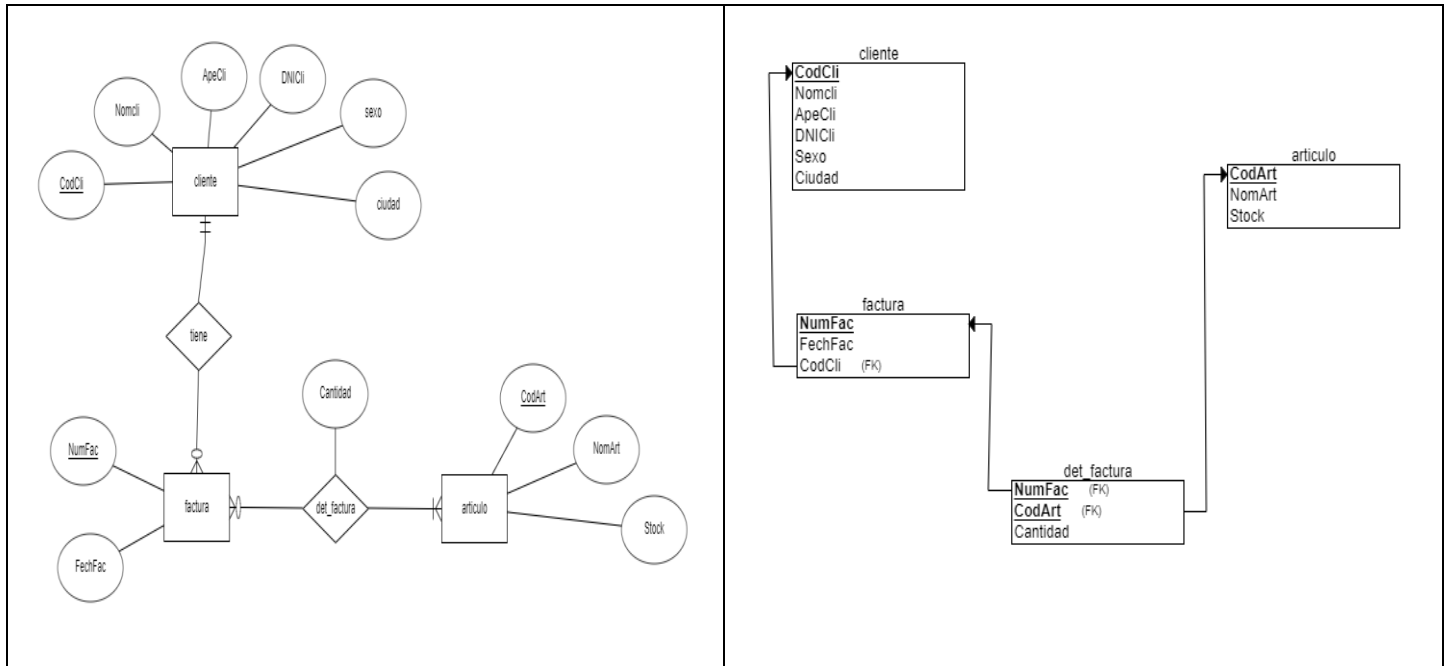 ApeCli
DNICli
Nomcli
sexo
CodCli
cliente
ciudad
tiene
Cantidad
CodArt
NumFac
NomArt
factura
det_factura
articulo
Stock
FechFac
cliente
CodCli
Nomcli
ApeCli
DNICli
Sexo
Ciudad
articulo
CodArt
NomArt
Stock
factura
NumFac
FechFac
CodCli (FK)
det_factura
NumFac (FK)
CodArt (FK)
Cantidad